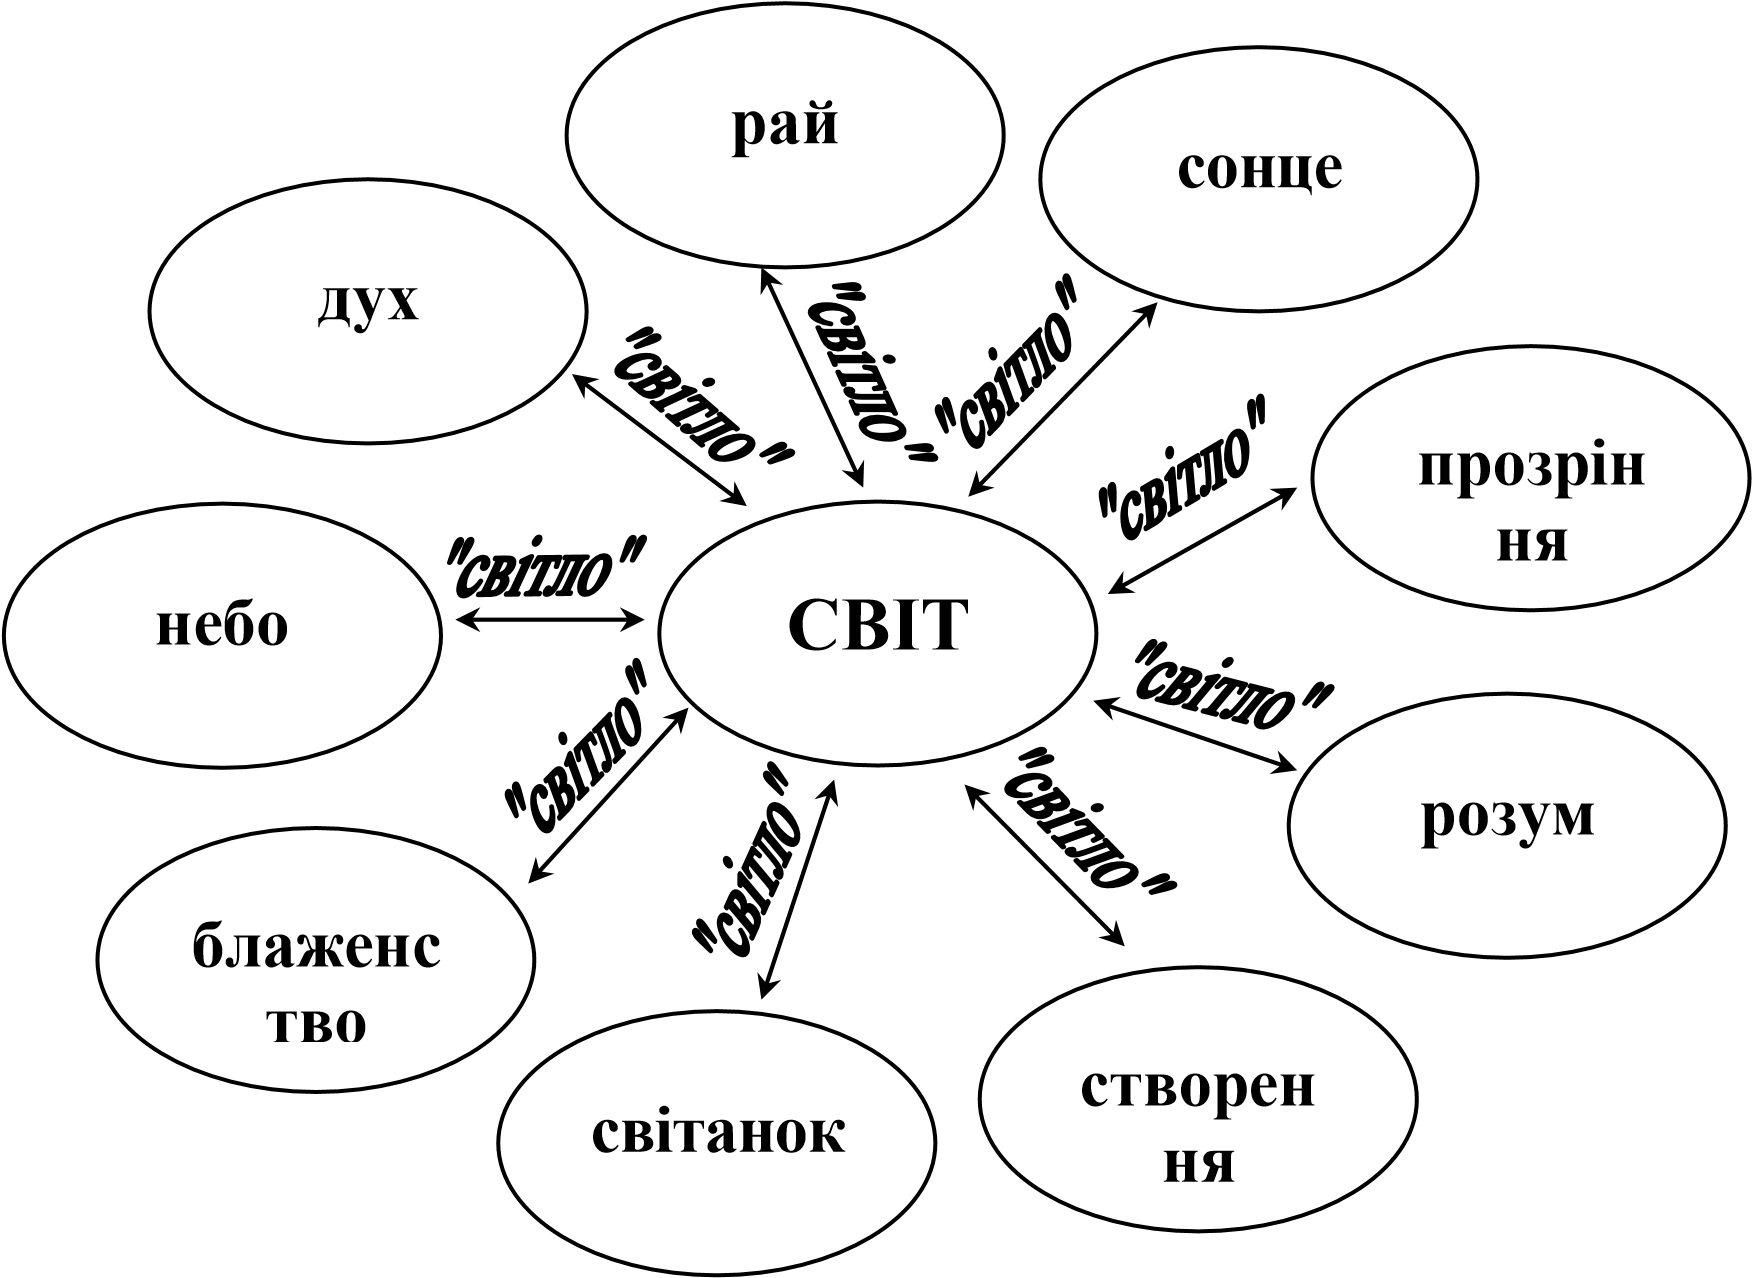 рай
сонце
дух
"світло"
"світло"
"світло"
"світло"
прозрін
ня
"світло"
небо
СВІТ
"світло"
"світло"
розум
"світло"
"світло"
блаженс
тво
створен
ня
світанок